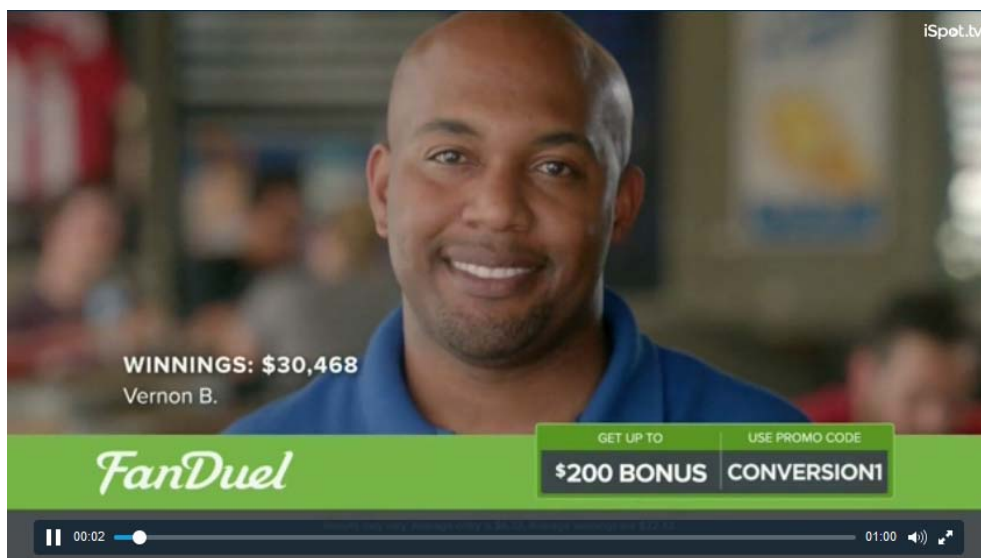 iSpot.tv
WINNINGS: $30,468
Vernon B.
FanDuel
GET UP TO
$200 BONUS
USE PROMO CODE
CONVERSION1
00:02
01:00